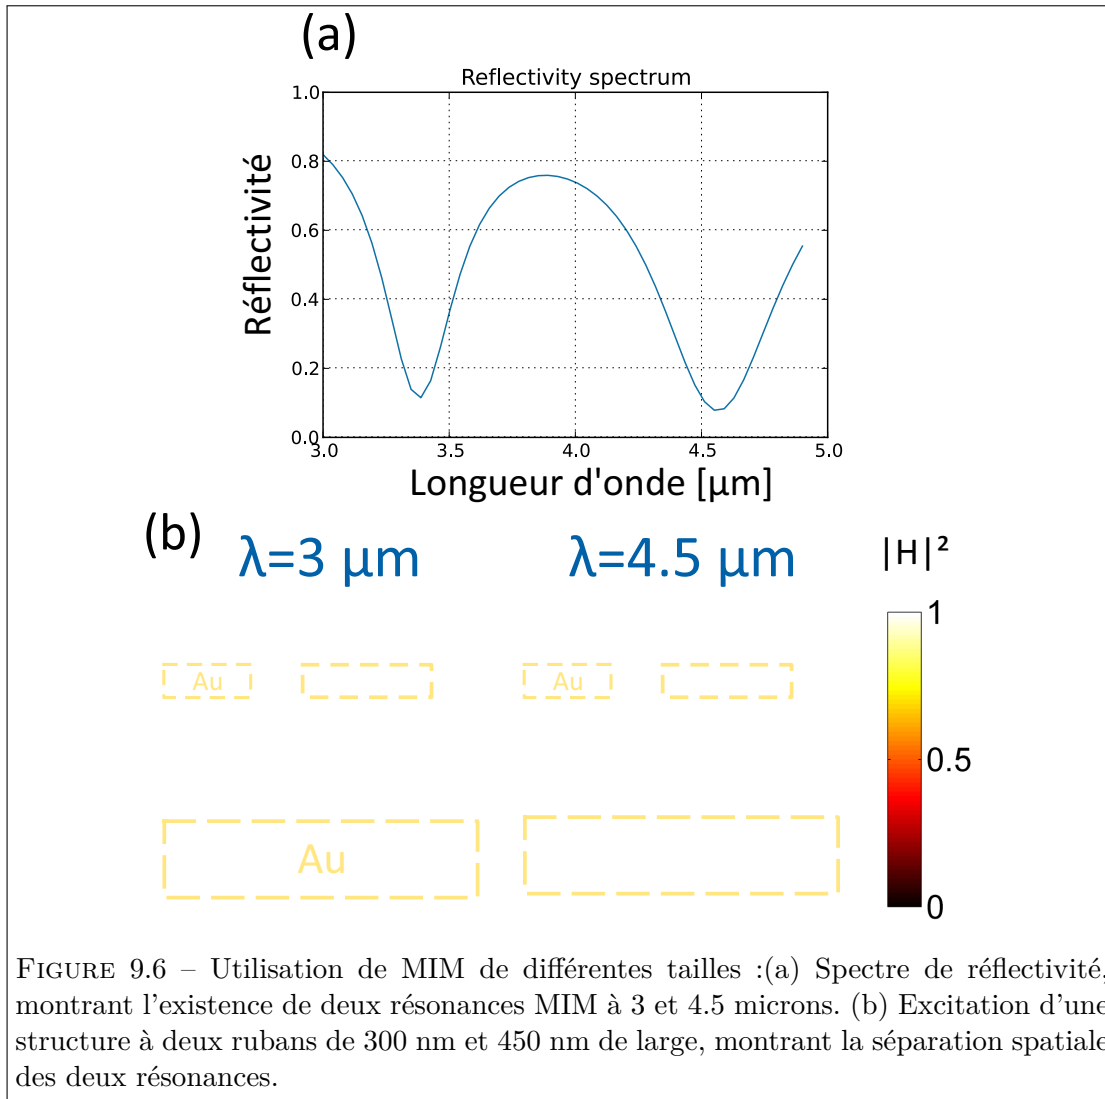 (a)
Reflectivity spectrum
1.0
0.8
0.6
0.4
0.2
0.0
Réflectivité
3.0 3.5 4.0 4.5 5.0
Longueur d'onde [μm]
(b)
λ=3 μm λ=4.5 μm
|H|²
1
0.5
0
Au Au
Au
FIGURE 9.6 – Utilisation de MIM de différentes tailles :(a) Spectre de réflectivité,
montrant l'existence de deux résonances MIM à 3 et 4.5 microns. (b) Excitation d'une
structure à deux rubans de 300 nm et 450 nm de large, montrant la séparation spatiale
des deux résonances.